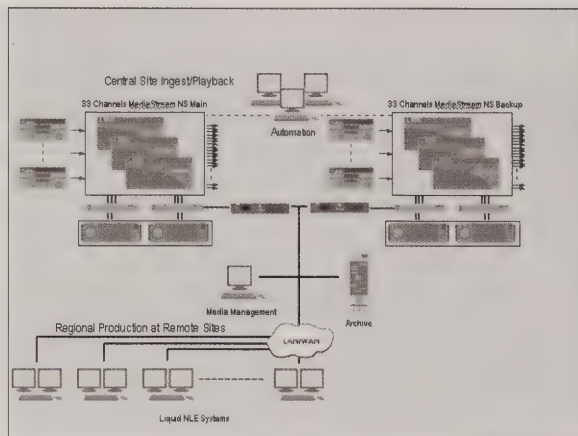 Central Site Ingest/Playback
33 Channels MediaStream NS Main
33 Channels MediaStream NS Backup
Automation
Media Management
Archive
Regional Production at Remote Sites
LAN/WAN
Liquid NLE Systems